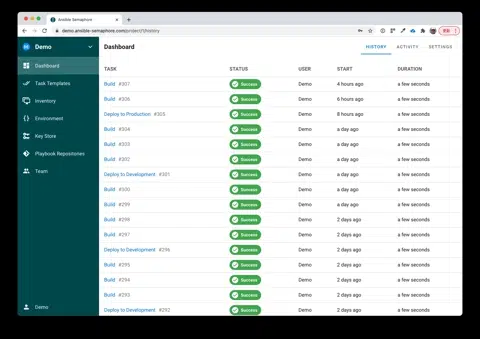 Ansible Semaphore
demo.ansible-semaphore.com/project/1/history
Demo
Dashboard
HISTORY ACTIVITY SETTINGS
Dashboard
Task Templates
Inventory
Environment
Key Store
Playbook Repositories
Team
Demo
TASK STATUS USER START DURATION
Build #307 Success Demo 4 hours ago a few seconds
Build #306 Success Demo 6 hours ago a few seconds
Deploy to Production #305 Success Demo 8 hours ago a few seconds
Build #304 Success Demo a day ago a few seconds
Build #303 Success Demo a day ago a few seconds
Build #302 Success Demo a day ago a few seconds
Deploy to Development #301 Success Demo a day ago a few seconds
Build #300 Success Demo a day ago a few seconds
Build #299 Success Demo a day ago a few seconds
Build #298 Success Demo 2 days ago a few seconds
Build #297 Success Demo 2 days ago a few seconds
Deploy to Development #296 Success Demo 2 days ago a few seconds
Build #295 Success Demo 2 days ago a few seconds
Build #294 Success Demo 2 days ago a few seconds
Build #293 Success Demo 2 days ago a few seconds
Deploy to Development #292 Success Demo 2 days ago a few seconds